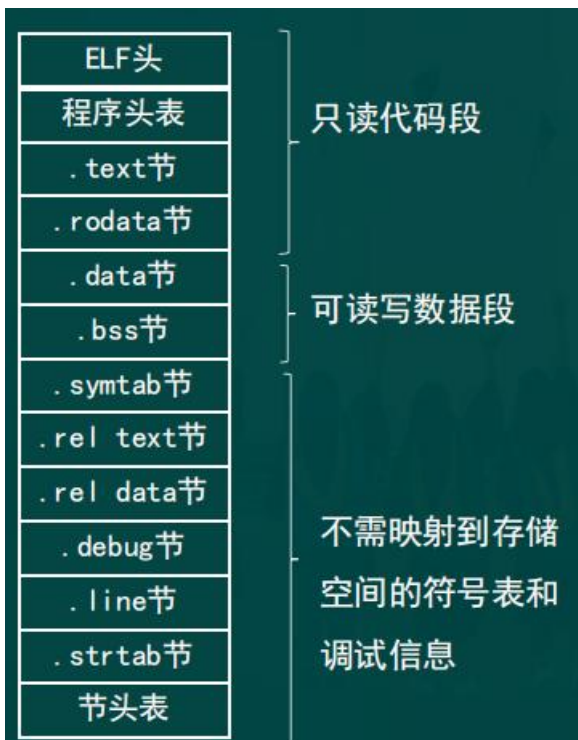 ELF头
程序头表
.text节
.rodata节
只读代码段
.data节
.bss节
可读写数据段
.symtab节
.rel text节
.rel data节
.debug节
.line节
.strtab节
节头表
不需映射到存储
空间的符号表和
调试信息